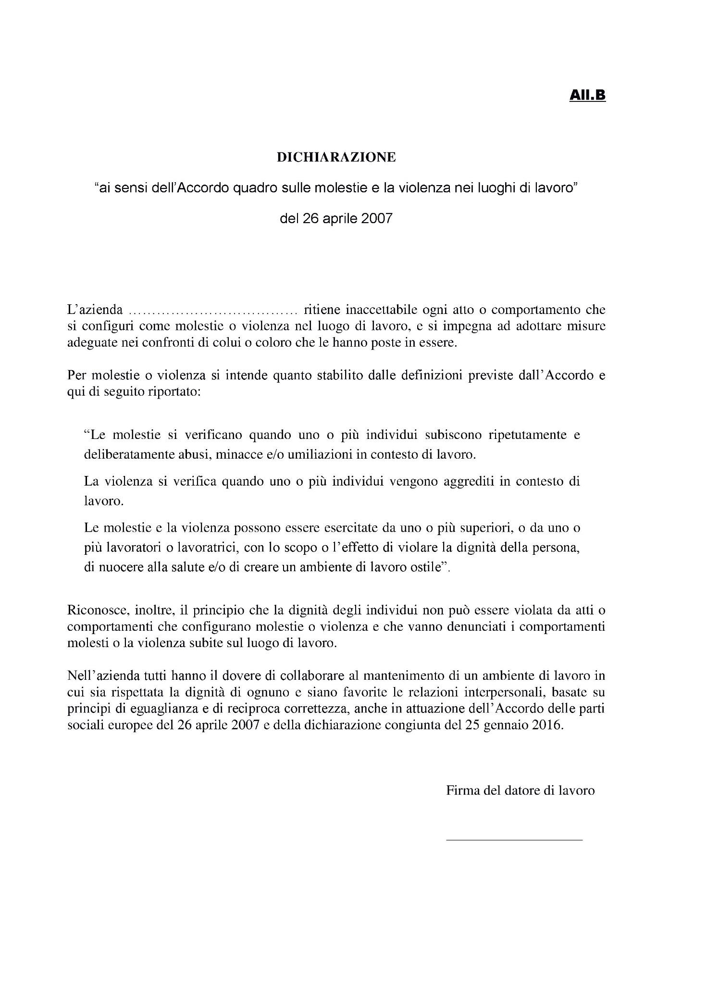 All.B
DICHIARAZIONE
“ai sensi dell’Accordo quadro sulle molestie e la violenza nei luoghi di lavoro”
del 26 aprile 2007
L’azienda ……………………………… ritiene inaccettabile ogni atto o comportamento che
si configuri come molestie o violenza nel luogo di lavoro, e si impegna ad adottare misure
adeguate nei confronti di colui o coloro che le hanno poste in essere.
Per molestie o violenza si intende quanto stabilito dalle definizioni previste dall’Accordo e
qui di seguito riportato:
“Le molestie si verificano quando uno o più individui subiscono ripetutamente e
deliberatamente abusi, minacce e/o umiliazioni in contesto di lavoro.
La violenza si verifica quando uno o più individui vengono aggrediti in contesto di
lavoro.
Le molestie e la violenza possono essere esercitate da uno o più superiori, o da uno o
più lavoratori o lavoratrici, con lo scopo o l’effetto di violare la dignità della persona,
di nuocere alla salute e/o di creare un ambiente di lavoro ostile”.
Riconosce, inoltre, il principio che la dignità degli individui non può essere violata da atti o
comportamenti che configurano molestie o violenza e che vanno denunciati i comportamenti
molesti o la violenza subite sul luogo di lavoro.
Nell’azienda tutti hanno il dovere di collaborare al mantenimento di un ambiente di lavoro in
cui sia rispettata la dignità di ognuno e siano favorite le relazioni interpersonali, basate su
principi di eguaglianza e di reciproca correttezza, anche in attuazione dell’Accordo delle parti
sociali europee del 26 aprile 2007 e della dichiarazione congiunta del 25 gennaio 2016.
Firma del datore di lavoro
____________________